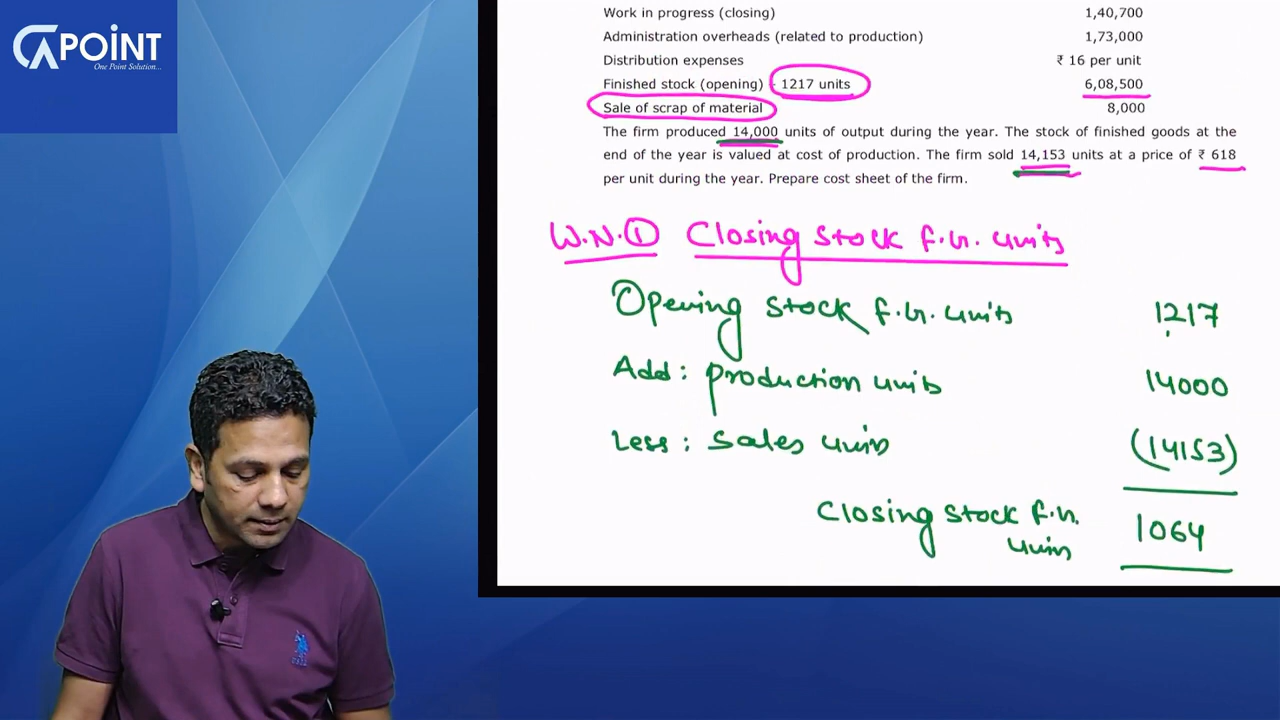 CAPOINT
One Point Solution...
Work in progress (closing) 1,40,700
Administration overheads (related to production) 1,73,000
Distribution expenses ₹ 16 per unit
Finished stock (opening) - 1217 units 6,08,500
Sale of scrap of material 8,000
The firm produced 14,000 units of output during the year. The stock of finished goods at the
end of the year is valued at cost of production. The firm sold 14,153 units at a price of ₹ 618
per unit during the year. Prepare cost sheet of the firm.
W.N.① Closing stock f.g. units
Opening stock f.g. units 1217
Add: production units 14000
Less: Sales units (14153)
Closing stock f.g. 1064
units